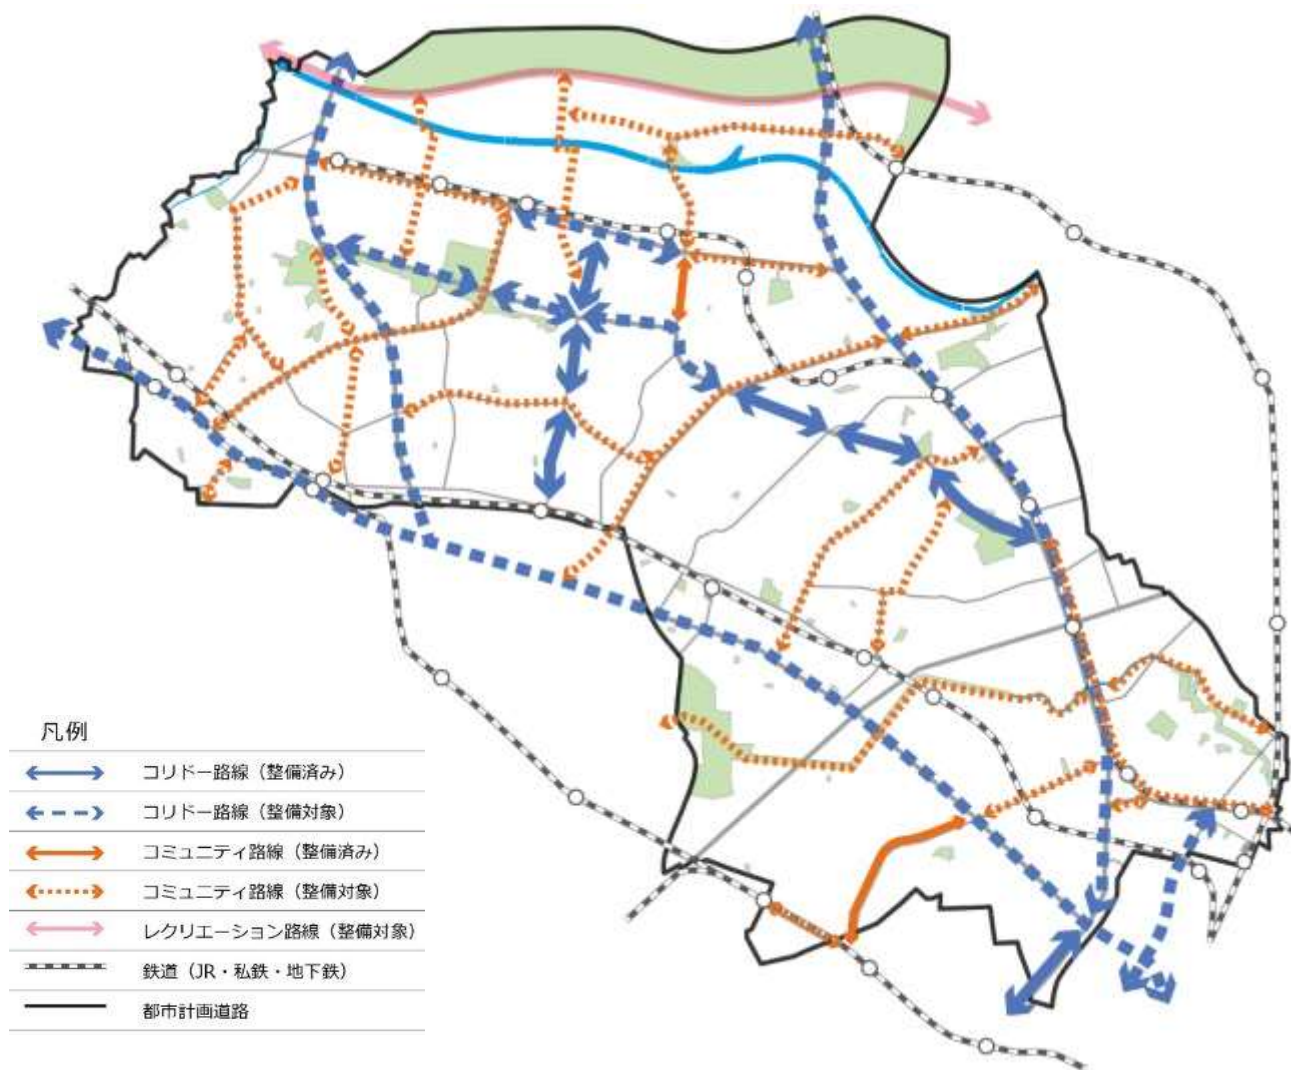 凡例
コリドー路線（整備済み）
コリドー路線（整備対象）
コミュニティ路線（整備済み）
コミュニティ路線（整備対象）
レクリエーション路線（整備対象）
鉄道（JR・私鉄・地下鉄）
都市計画道路